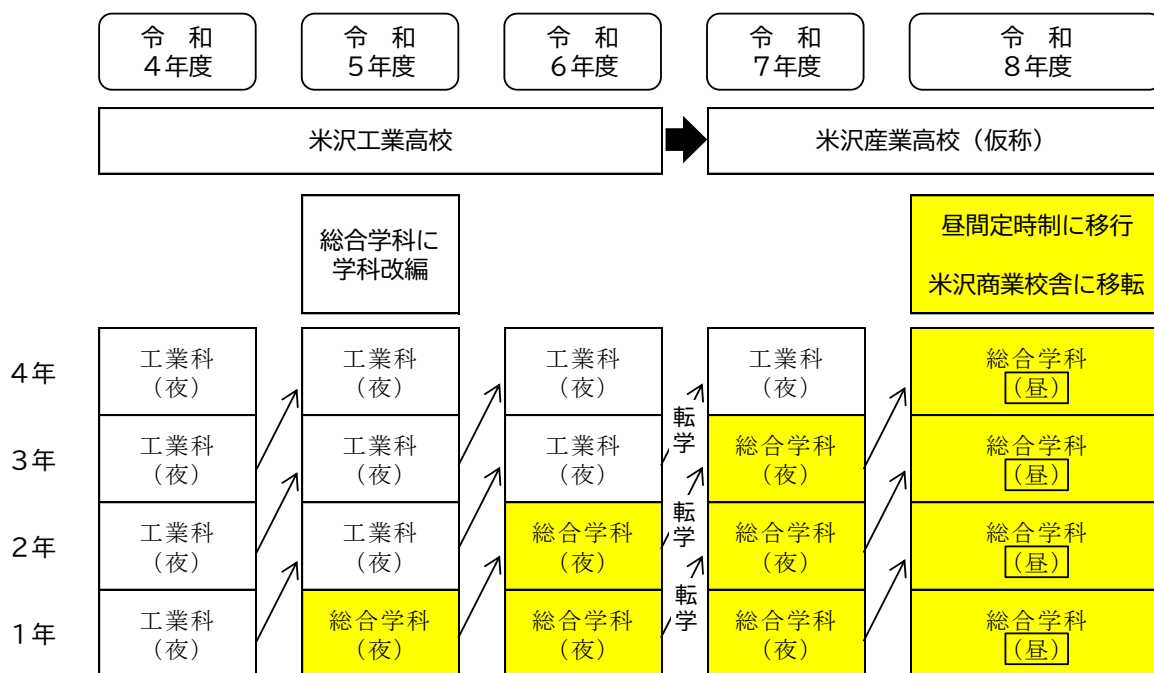 令 和
４年度
令 和
５年度
令 和
６年度
令 和
７年度
令 和
８年度
米沢工業高校
米沢産業高校（仮称）
総合学科に
学科改編
昼間定時制に移行
米沢商業校舎に移転
４年
工業科
（夜）
工業科
（夜）
工業科
（夜）
工業科
（夜）
総合学科
（昼）
転学
３年
工業科
（夜）
工業科
（夜）
工業科
（夜）
総合学科
（夜）
総合学科
（昼）
転学
２年
工業科
（夜）
工業科
（夜）
総合学科
（夜）
総合学科
（夜）
総合学科
（昼）
転学
１年
工業科
（夜）
総合学科
（夜）
総合学科
（夜）
総合学科
（夜）
総合学科
（昼）